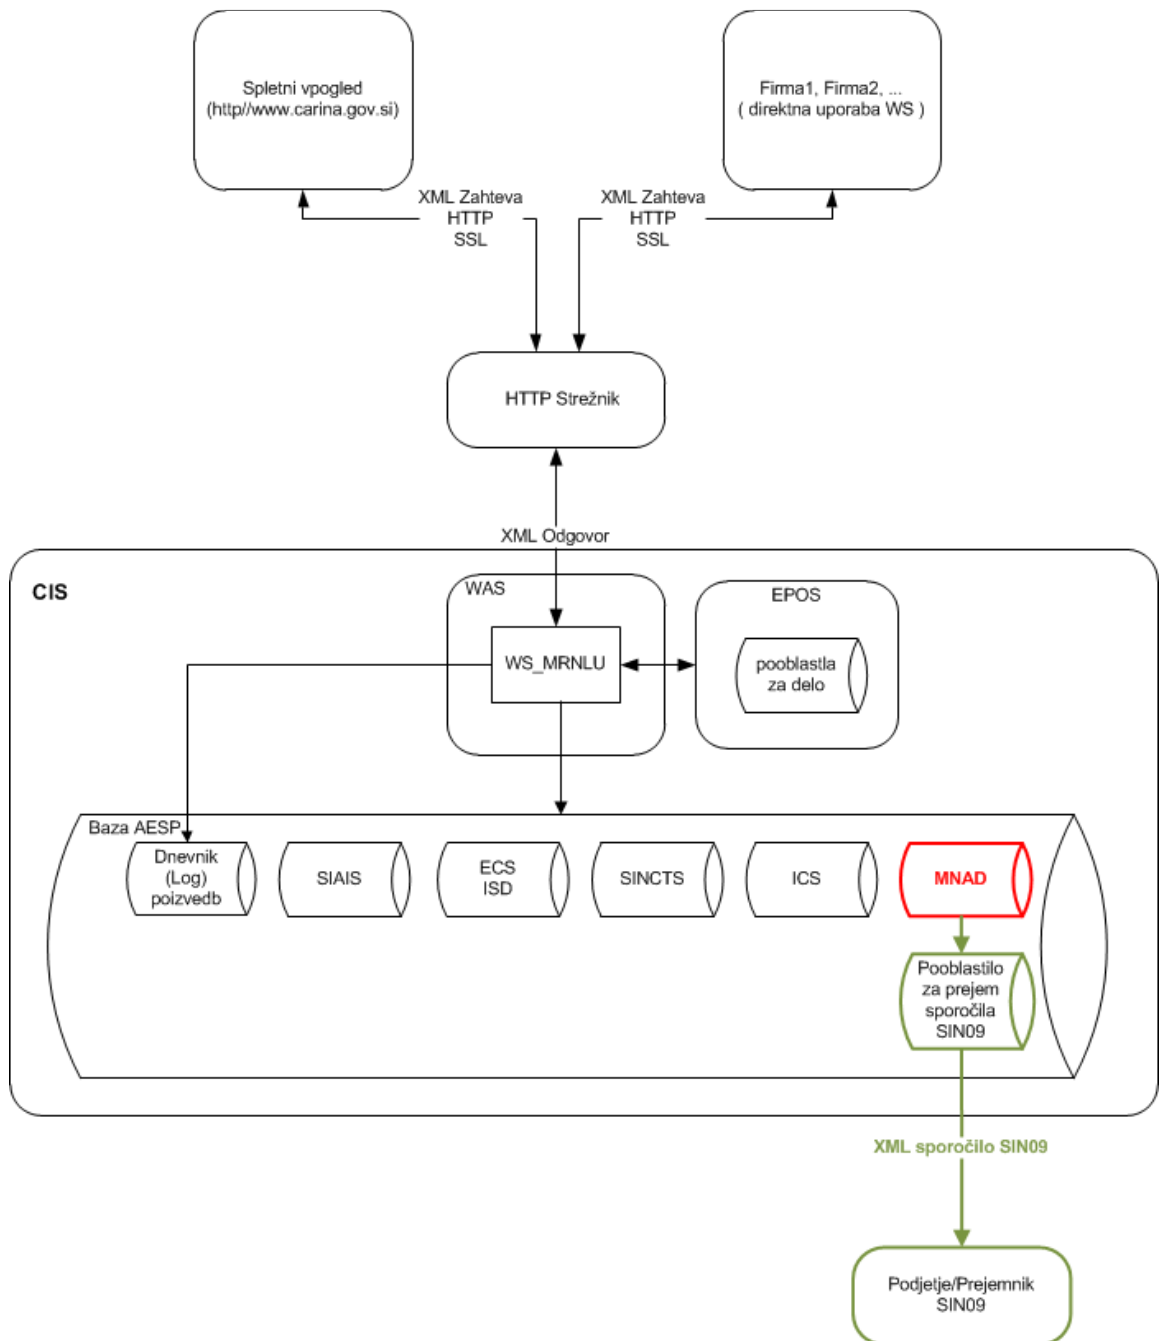 Spletni vpogled
(http//www.carina.gov.si)
Firma1, Firma2, ...
( direktna uporaba WS )
XML Zahteva
HTTP
SSL
XML Zahteva
HTTP
SSL
HTTP Strežnik
XML Odgovor
CIS
WAS
WS_MRNLU
EPOS
pooblastla
za delo
Baza AESP
Dnevnik
(Log)
poizvedb
SIAIS
ECS
ISD
SINCTS
ICS
MNAD
Pooblastilo
za prejem
sporočila
SIN09
XML sporočilo SIN09
Podjetje/Prejemnik
SIN09